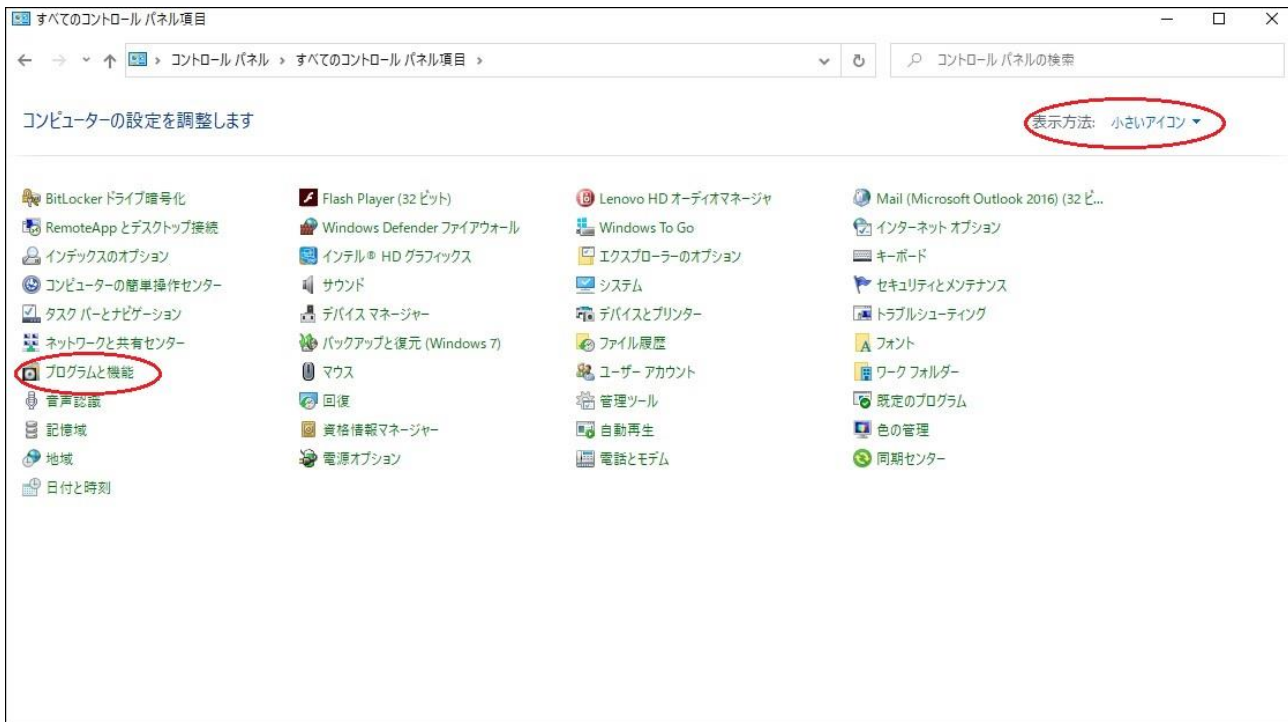 すべてのコントロール パネル項目
コントロール パネル › すべてのコントロール パネル項目 ›
コントロール パネルの検索
コンピューターの設定を調整します
表示方法: 小さいアイコン
BitLocker ドライブ暗号化
Flash Player (32 ビット)
Lenovo HD オーディオマネージャ
Mail (Microsoft Outlook 2016) (32 ビ...
RemoteApp とデスクトップ接続
Windows Defender ファイアウォール
Windows To Go
インターネット オプション
インデックスのオプション
インテル® HD グラフィックス
エクスプローラーのオプション
キーボード
コンピューターの簡単操作センター
サウンド
システム
セキュリティとメンテナンス
タスク バーとナビゲーション
デバイス マネージャー
デバイスとプリンター
トラブルシューティング
ネットワークと共有センター
バックアップと復元 (Windows 7)
ファイル履歴
フォント
プログラムと機能
マウス
ユーザー アカウント
ワーク フォルダー
音声認識
回復
管理ツール
既定のプログラム
記憶域
資格情報マネージャー
自動再生
色の管理
地域
電源オプション
電話とモデム
同期センター
日付と時刻